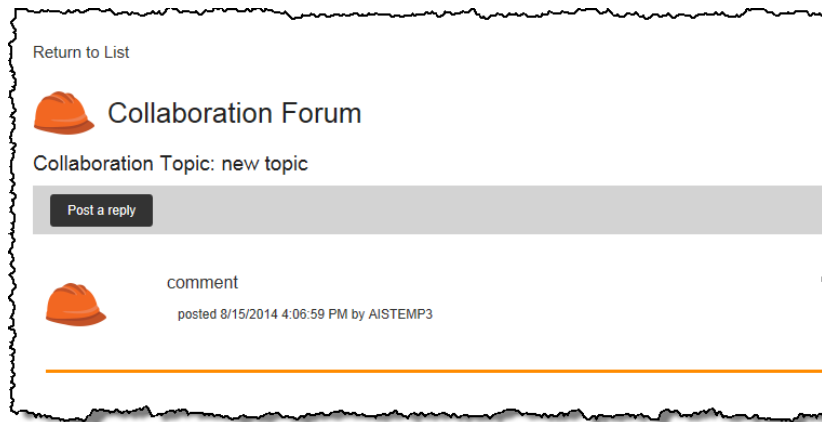 Return to List
Collaboration Forum
Collaboration Topic: new topic
Post a reply
comment
posted 8/15/2014 4:06:59 PM by AISTEMP3